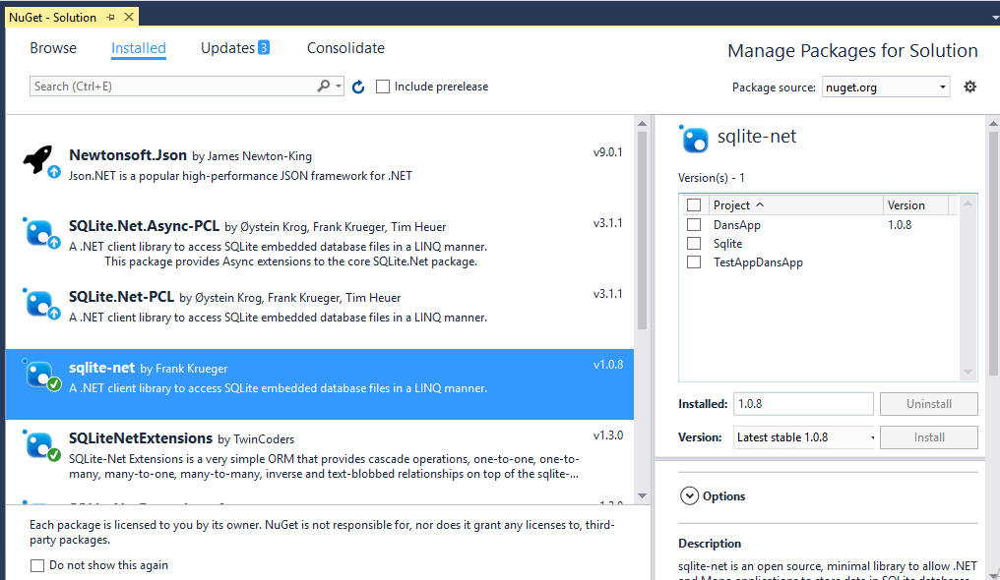 NuGet - Solution
Browse Installed Updates 3 Consolidate
Manage Packages for Solution
Search (Ctrl+E)
Include prerelease
Package source: nuget.org
Newtonsoft.Json by James Newton-King v9.0.1
Json.NET is a popular high-performance JSON framework for .NET
SQLite.Net.Async-PCL by Øystein Krog, Frank Krueger, Tim Heuer v3.1.1
A .NET client library to access SQLite embedded database files in a LINQ manner.
This package provides Async extensions to the core SQLite.Net package.
SQLite.Net-PCL by Øystein Krog, Frank Krueger, Tim Heuer v3.1.1
A .NET client library to access SQLite embedded database files in a LINQ manner.
sqlite-net by Frank Krueger v1.0.8
A .NET client library to access SQLite embedded database files in a LINQ manner.
SQLiteNetExtensions by TwinCoders v1.3.0
SQLite-Net Extensions is a very simple ORM that provides cascade operations, one-to-one, one-to-
many, many-to-one, many-to-many, inverse and text-blobbed relationships on top of the sqlite-...
Each package is licensed to you by its owner. NuGet is not responsible for, nor does it grant any licenses to, third-
party packages.
Do not show this again
sqlite-net
Version(s) - 1
Project Version
DansApp 1.0.8
Sqlite
TestAppDansApp
Installed: 1.0.8 Uninstall
Version: Latest stable 1.0.8 Install
Options
Description
sqlite-net is an open source, minimal library to allow .NET
and Mono applications to store data in SQLite databases